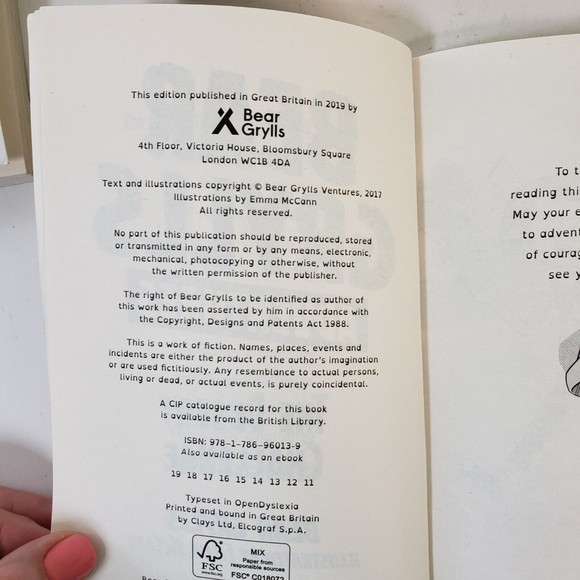 This edition published in Great Britain in 2019 by
Bear
Grylls
4th Floor, Victoria House, Bloomsbury Square
London WC1B 4DA
Text and illustrations copyright © Bear Grylls Ventures, 2017
Illustrations by Emma McCann
All rights reserved.
No part of this publication should be reproduced, stored
or transmitted in any form or by any means, electronic,
mechanical, photocopying or otherwise, without
the written permission of the publisher.
The right of Bear Grylls to be identified as author of
this work has been asserted by him in accordance with
the Copyright, Designs and Patents Act 1988.
This is a work of fiction. Names, places, events and
incidents are either the product of the author's imagination
or are used fictitiously. Any resemblance to actual persons,
living or dead, or actual events, is purely coincidental.
A CIP catalogue record for this book
is available from the British Library.
ISBN: 978-1-786-96013-9
Also available as an ebook
19 18 17 16 15 14 13 12 11
Typeset in OpenDyslexia
Printed and bound in Great Britain
by Clays Ltd, Elcograf S.p.A.
FSC
www.fsc.org
MIX
Paper from
responsible sources
FSC® C018072
To t
reading this
May your e
to advent
of courag
see y